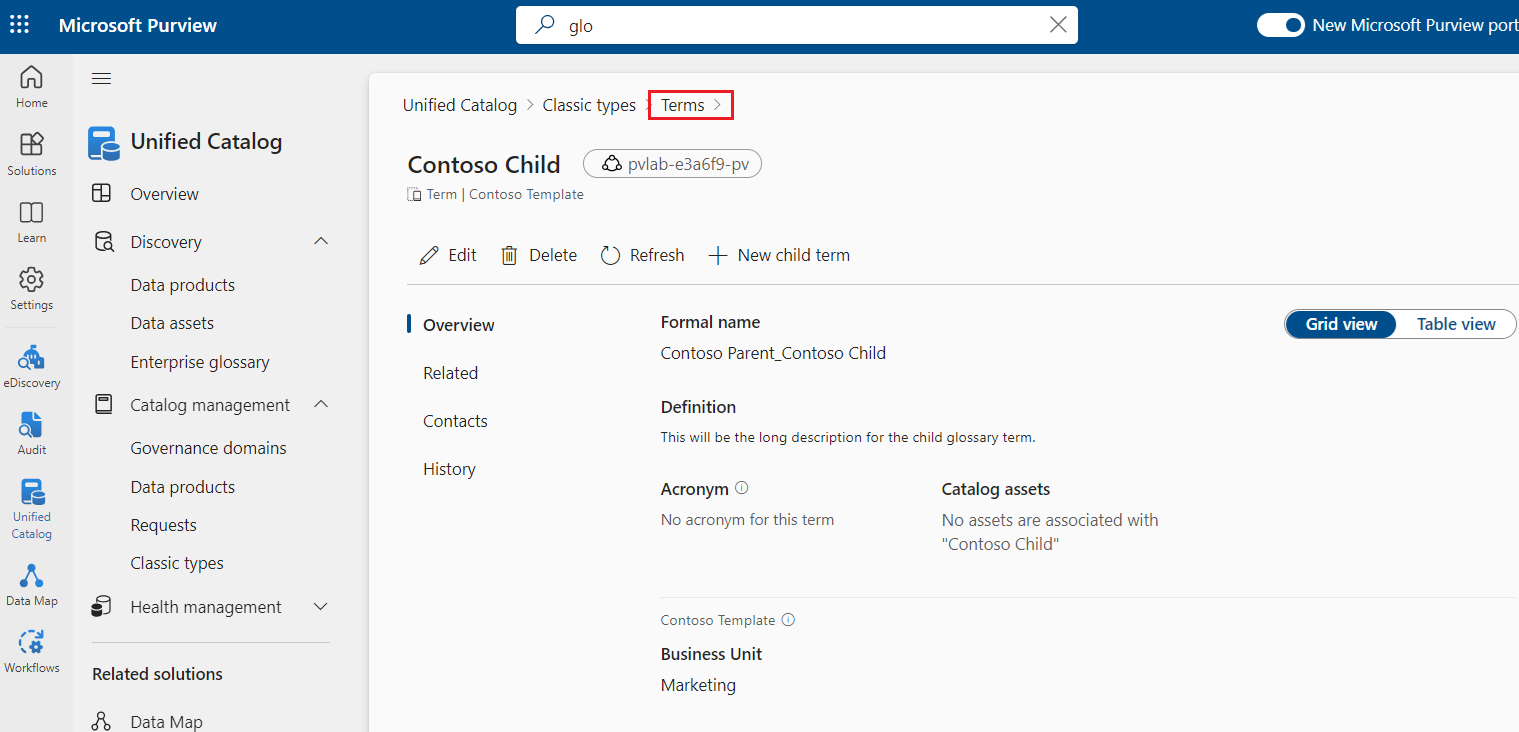 Microsoft Purview
glo
New Microsoft Purview port
Home
Solutions
Learn
Settings
eDiscovery
Audit
Unified
Catalog
Data Map
Workflows
Unified Catalog
Overview
Discovery
Data products
Data assets
Enterprise glossary
Catalog management
Governance domains
Data products
Requests
Classic types
Health management
Related solutions
Data Map
Unified Catalog > Classic types > Terms >
Contoso Child
pvlab-e3a6f9-pv
Term | Contoso Template
Edit Delete Refresh New child term
Overview
Related
Contacts
History
Grid view Table view
Formal name
Contoso Parent_Contoso Child
Definition
This will be the long description for the child glossary term.
Acronym
No acronym for this term
Catalog assets
No assets are associated with
"Contoso Child"
Contoso Template
Business Unit
Marketing